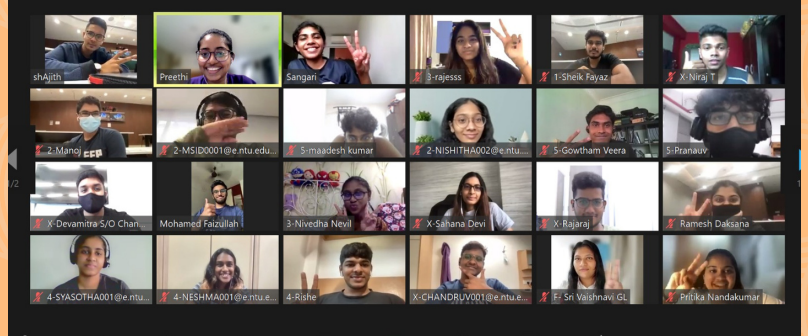 shAjith
Preethi
Sangari
3-rajesss
1-Sheik Fayaz
X-Niraj T
2-Manoj
2-MSID0001@e.ntu.edu...
5-maadesh kumar
2-NISHITHA002@e.ntu....
5-Gowtham Veera
5-Pranauv
X-Devamitra S/O Chan...
Mohamed Faizullah
3-Nivedha Nevil
X-Sahana Devi
X-Rajaraj
Ramesh Daksana
1/2
4-SYASOTHA001@e.ntu...
4-NESHMA001@e.ntu.e...
4-Rishe
X-CHANDRUV001@e.ntu.e...
F- Sri Vaishnavi GL
Pritika Nandakumar